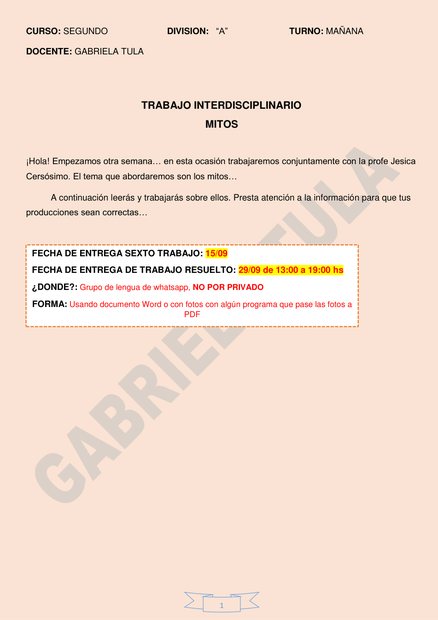 CURSO: SEGUNDO DIVISION: “A” TURNO: MAÑANA
DOCENTE: GABRIELA TULA
TRABAJO INTERDISCIPLINARIO
MITOS
¡Hola! Empezamos otra semana… en esta ocasión trabajaremos conjuntamente con la profe Jesica
Cersósimo. El tema que abordaremos son los mitos…
A continuación leerás y trabajarás sobre ellos. Presta atención a la información para que tus
producciones sean correctas…
FECHA DE ENTREGA SEXTO TRABAJO: 15/09
FECHA DE ENTREGA DE TRABAJO RESUELTO: 29/09 de 13:00 a 19:00 hs
¿DONDE?: Grupo de lengua de whatsapp, NO POR PRIVADO
FORMA: Usando documento Word o con fotos con algún programa que pase las fotos a
PDF
GABRIELA TULA
1